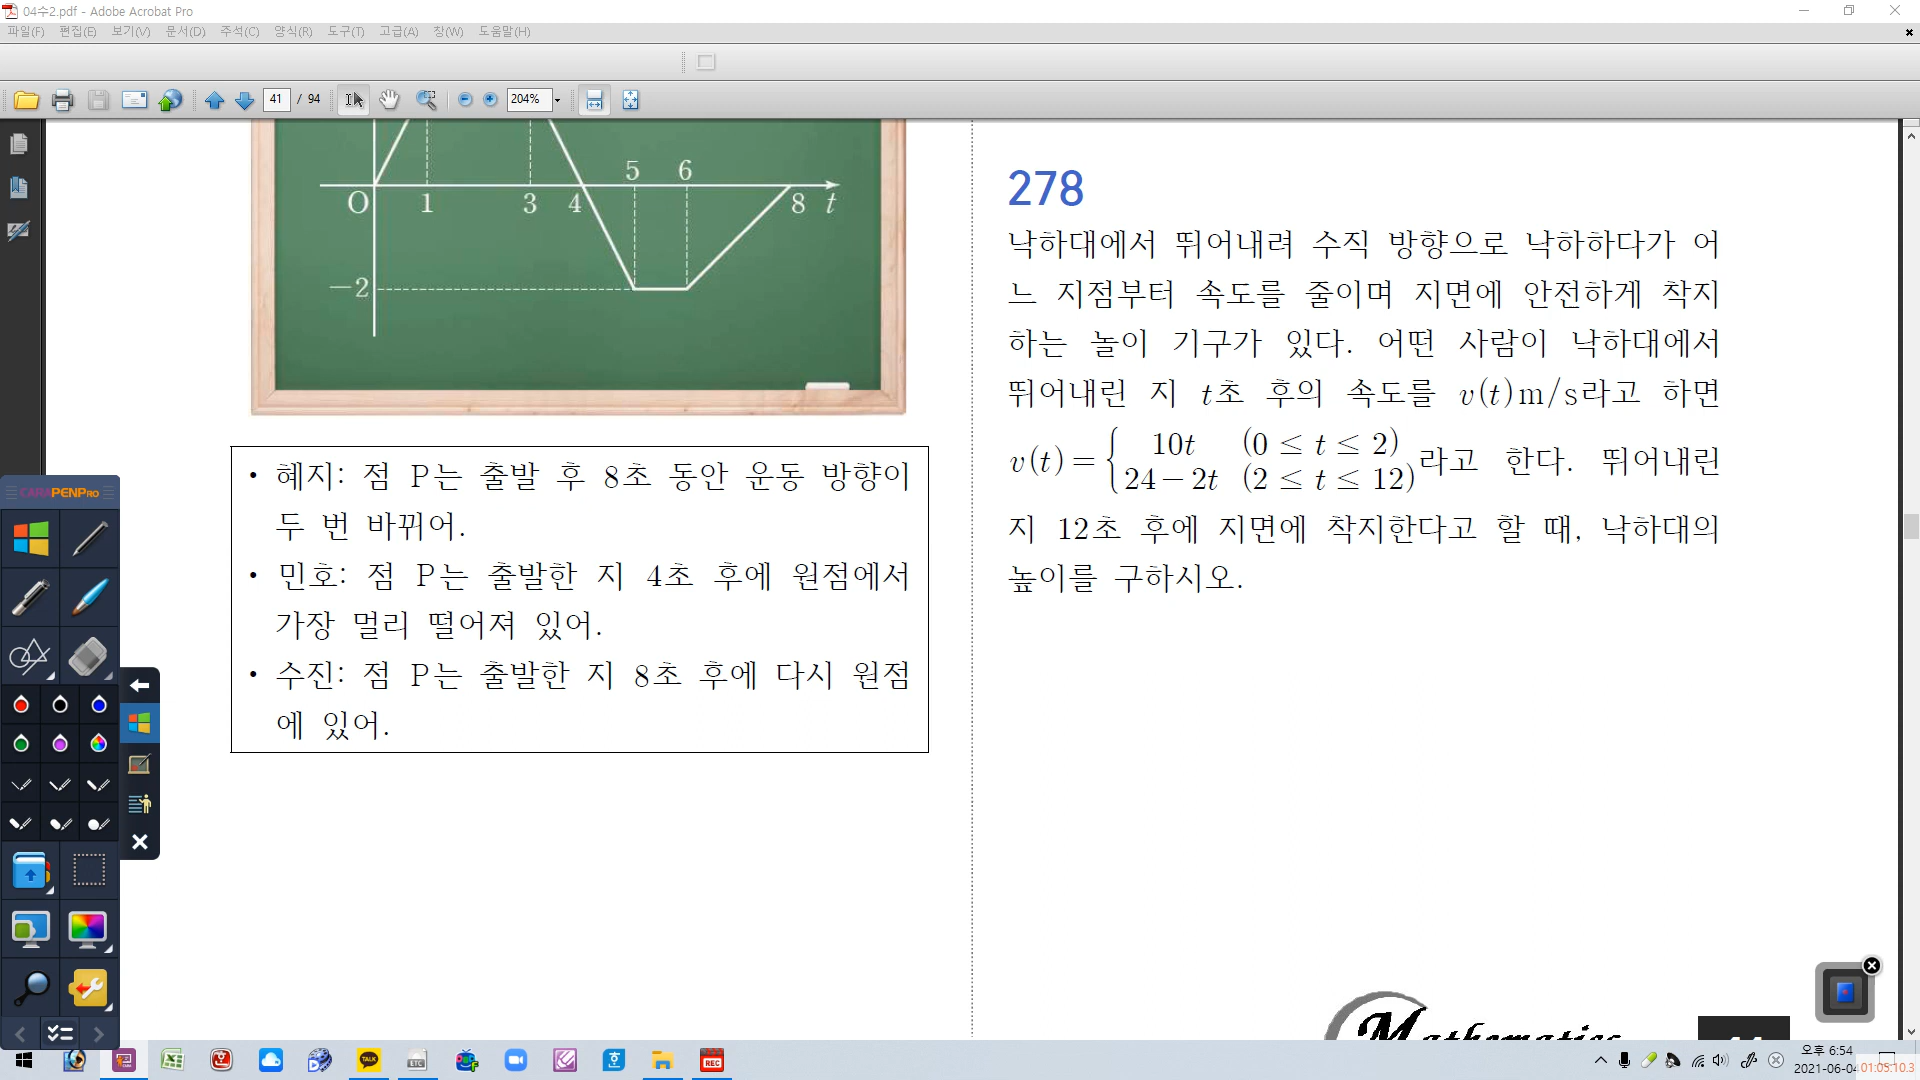 04수2.pdf - Adobe Acrobat Pro
파일(F) 편집(E) 보기(V) 문서(D) 주석(C) 양식(R) 도구(T) 고급(A) 창(W) 도움말(H)
41 / 94 204%
5 6
O 1 3 4 8 t
-2
• 혜지: 점 P는 출발 후 8초 동안 운동 방향이
두 번 바뀌어.
• 민호: 점 P는 출발한 지 4초 후에 원점에서
가장 멀리 떨어져 있어.
• 수진: 점 P는 출발한 지 8초 후에 다시 원점
에 있어.
278
낙하대에서 뛰어내려 수직 방향으로 낙하하다가 어
느 지점부터 속도를 줄이며 지면에 안전하게 착지
하는 놀이 기구가 있다. 어떤 사람이 낙하대에서
뛰어내린 지 t초 후의 속도를 v(t)m/s라고 하면
v(t)={ 10t (0 ≤ t ≤ 2)
24-2t (2 ≤ t ≤ 12) 라고 한다. 뛰어내린
지 12초 후에 지면에 착지한다고 할 때, 낙하대의
높이를 구하시오.
Mathematics
CARAPENPRO
TALK
ETC
REC
오후 6:54
2021-06-04
01:05:10.3